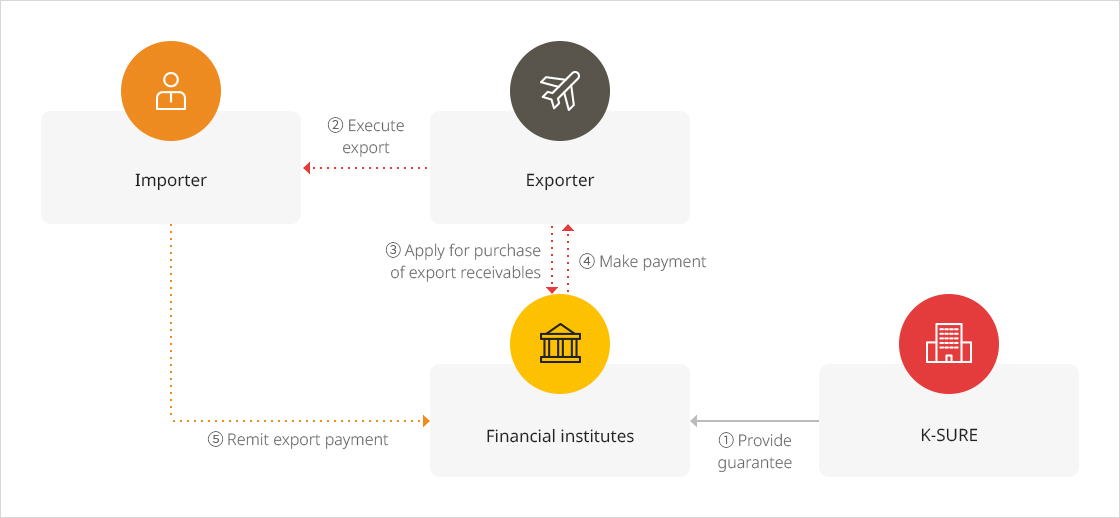 ② Execute
export
Importer
Exporter
③ Apply for purchase
of export receivables
④ Make payment
Financial institutes
K-SURE
⑤ Remit export payment
① Provide
guarantee